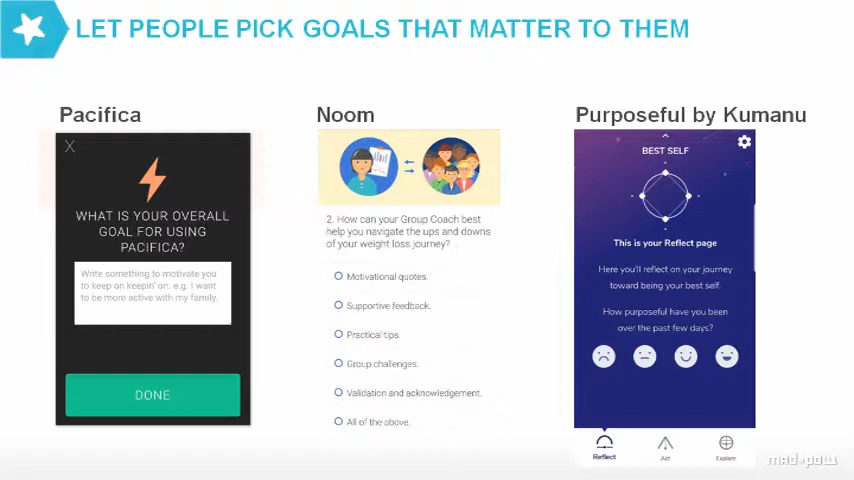 LET PEOPLE PICK GOALS THAT MATTER TO THEM
Pacifica
X
WHAT IS YOUR OVERALL
GOAL FOR USING
PACIFICA?
Write something to motivate you
to keep on keepin' on. e.g. I want
to be more active with my family.
DONE
Noom
2. How can your Group Coach best
help you navigate the ups and downs
of your weight loss journey?
Motivational quotes.
Supportive feedback.
Practical tips.
Group challenges.
Validation and acknowledgement.
All of the above.
Purposeful by Kumanu
BEST SELF
This is your Reflect page
Here you'll reflect on your journey
toward being your best self.
How purposeful have you been
over the past few days?
Reflect
Act
Explore
mad*pow